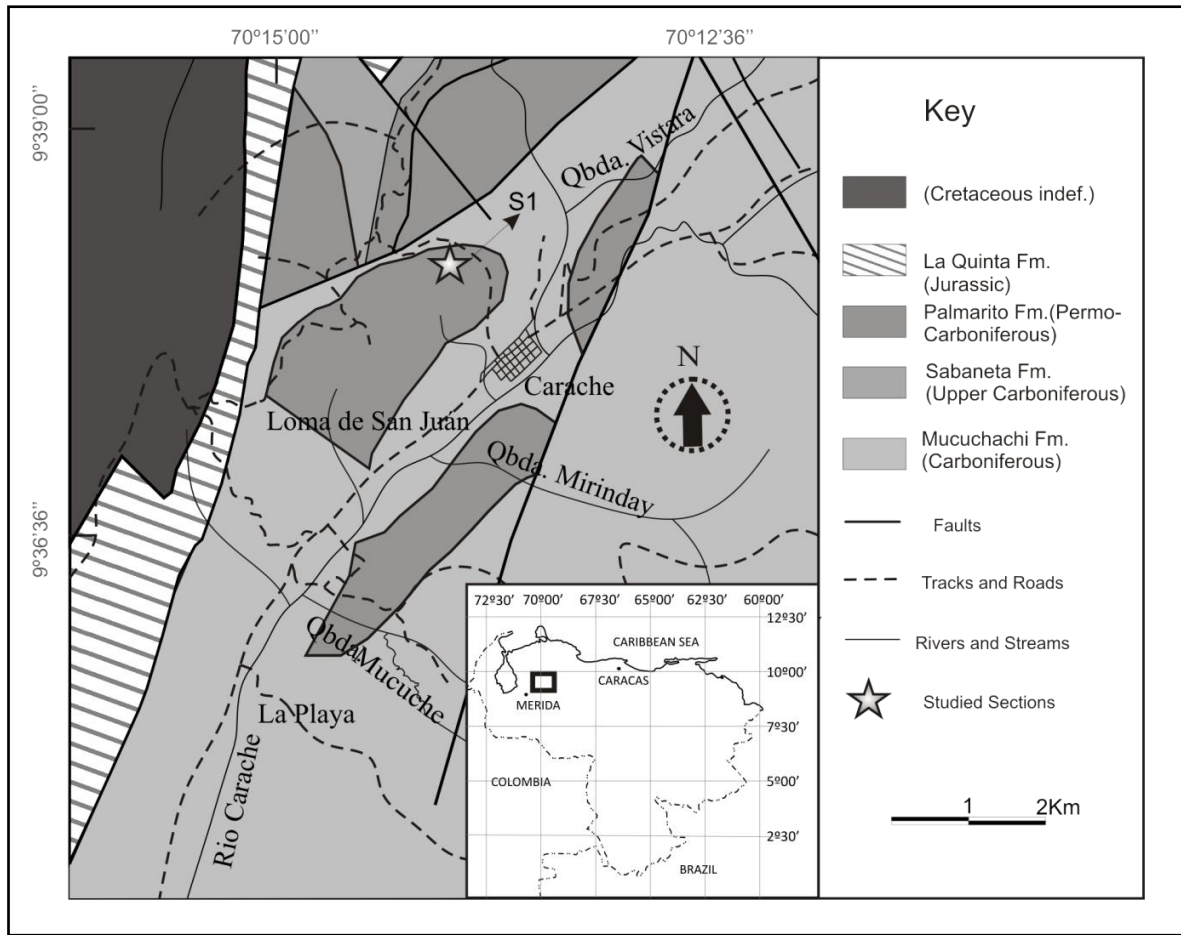 70º15'00’’
70º12'36’’
9º39'00’’
9º36'36’’
Qbda. Vistara
S1
Carache
N
Loma de San Juán
Qbda. Mirinday
Qbda. Mucuche
La Playa
Rio Carache
72º30' 70º00' 67º30' 65º00' 62º30' 60º00'
12º30'
CARIBBEAN SEA
10º00'
CARACAS
MERIDA
7º30'
COLOMBIA
5º00'
2º30'
BRAZIL
Key
(Cretaceous indef.)
La Quinta Fm.
(Jurassic)
Palmarito Fm.(Permo-
Carboniferous)
Sabaneta Fm.
(Upper Carboniferous)
Mucuchachi Fm.
(Carboniferous)
Faults
Tracks and Roads
Rivers and Streams
Studied Sections
1 2Km